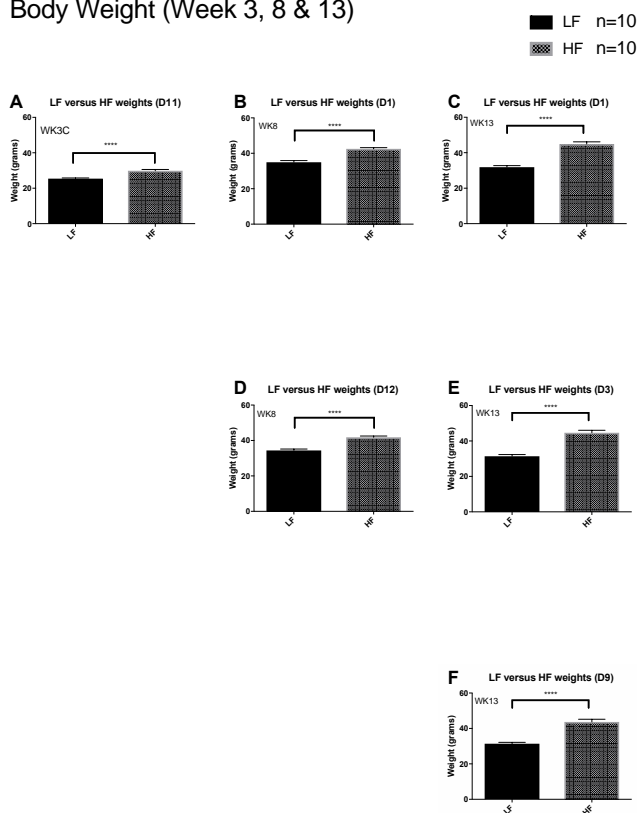 Body Weight (Week 3, 8 & 13)
LF n=10
HF n=10
A LF versus HF weights (D11)
WK3C
****
Weight (grams)
60
40
20
0
LF
HF
B LF versus HF weights (D1)
WK8
****
Weight (grams)
60
40
20
0
LF
HF
C LF versus HF weights (D1)
WK13
****
Weight (grams)
60
40
20
0
LF
HF
D LF versus HF weights (D12)
WK8
****
Weight (grams)
60
40
20
0
LF
HF
E LF versus HF weights (D3)
WK13
****
Weight (grams)
60
40
20
0
LF
HF
F LF versus HF weights (D9)
WK13
****
Weight (grams)
60
40
20
0
LF
HF